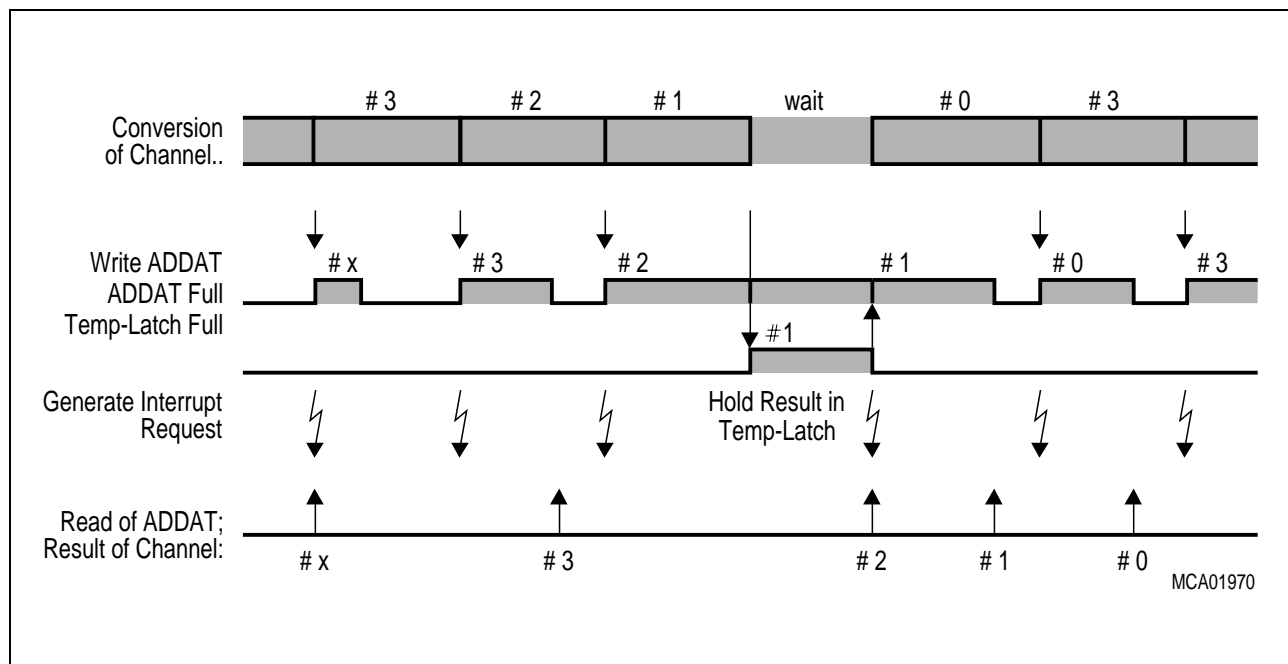 # 3 # 2 # 1 wait # 0 # 3
Conversion
of Channel..
# x # 3 # 2 # 1 # 0 # 3
Write ADDAT
ADDAT Full
Temp-Latch Full
#1
Generate Interrupt
Request
Hold Result in
Temp-Latch
Read of ADDAT;
Result of Channel:
# x # 3 # 2 # 1 # 0
MCA01970